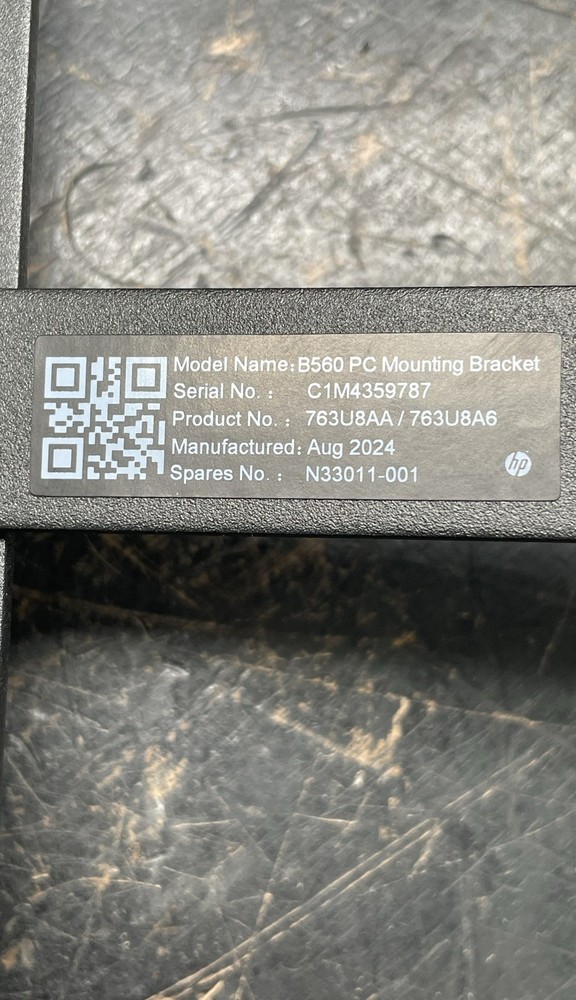 Model Name:B560 PC Mounting Bracket
Serial No. : C1M4359787
Product No. : 763U8AA / 763U8A6
Manufactured: Aug 2024
Spares No. : N33011-001
hp